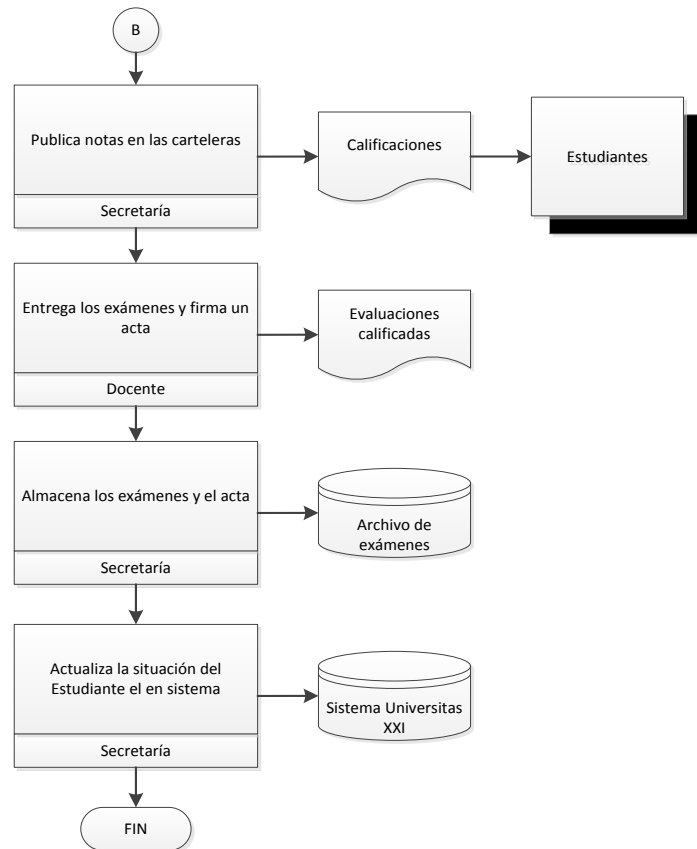 B
Publica notas en las carteleras
Secretaría
Calificaciones
Estudiantes
Entrega los exámenes y firma un
acta
Docente
Evaluaciones
calificadas
Almacena los exámenes y el acta
Secretaría
Archivo de
exámenes
Actualiza la situación del
Estudiante el en sistema
Secretaría
Sistema Universitas
XXI
FIN